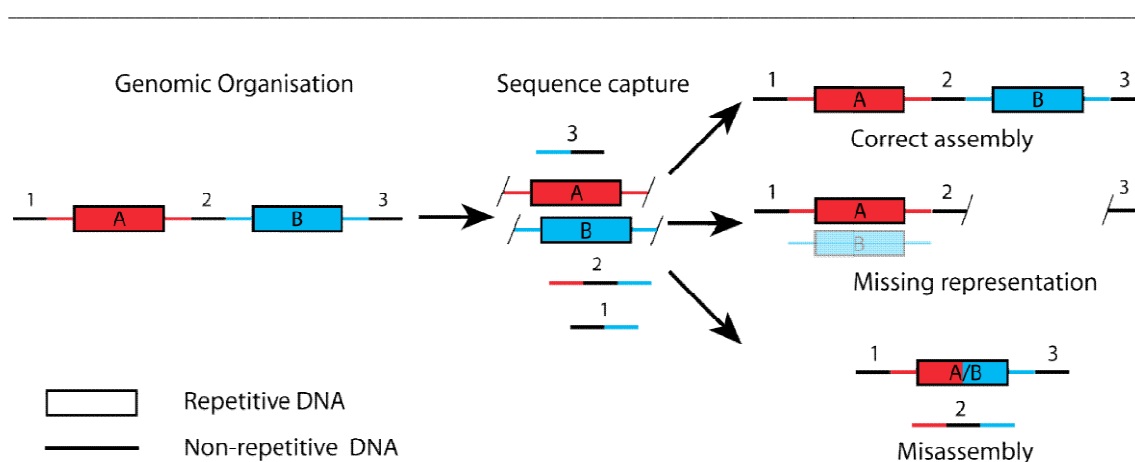 Genomic Organisation
Sequence capture
1 2 3
A B
Correct assembly
1 2 3
A B
3
A
B
2
1
1 2 3
A
B
Missing representation
1 3
A/B
2
Misassembly
Repetitive DNA
Non-repetitive DNA